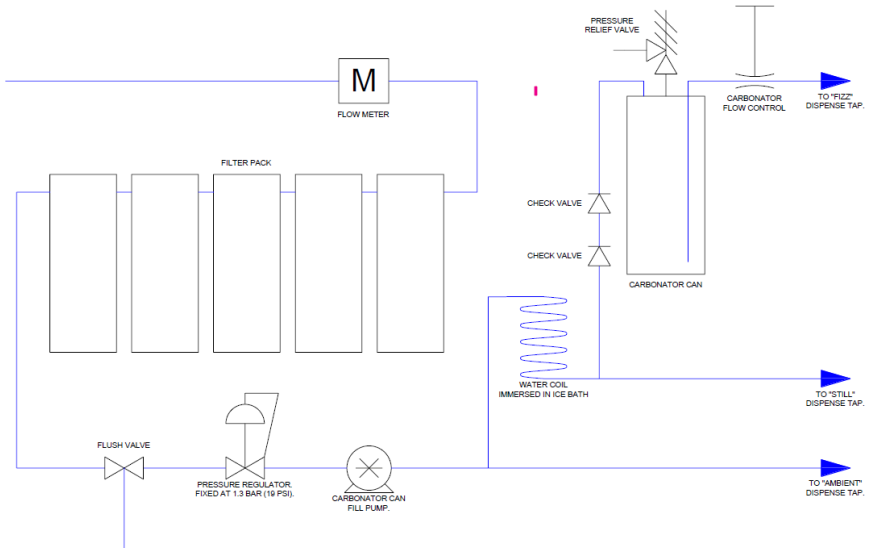 PRESSURE
RELIEF VALVE
M
FLOW METER
CARBONATOR
FLOW CONTROL
TO "FIZZ"
DISPENSE TAP.
FILTER PACK
CHECK VALVE
CHECK VALVE
CARBONATOR CAN
WATER COIL
IMMERSED IN ICE BATH
TO "STILL"
DISPENSE TAP.
FLUSH VALVE
PRESSURE REGULATOR.
FIXED AT 1.3 BAR (19 PSI).
CARBONATOR CAN
FILL PUMP.
TO "AMBIENT"
DISPENSE TAP.